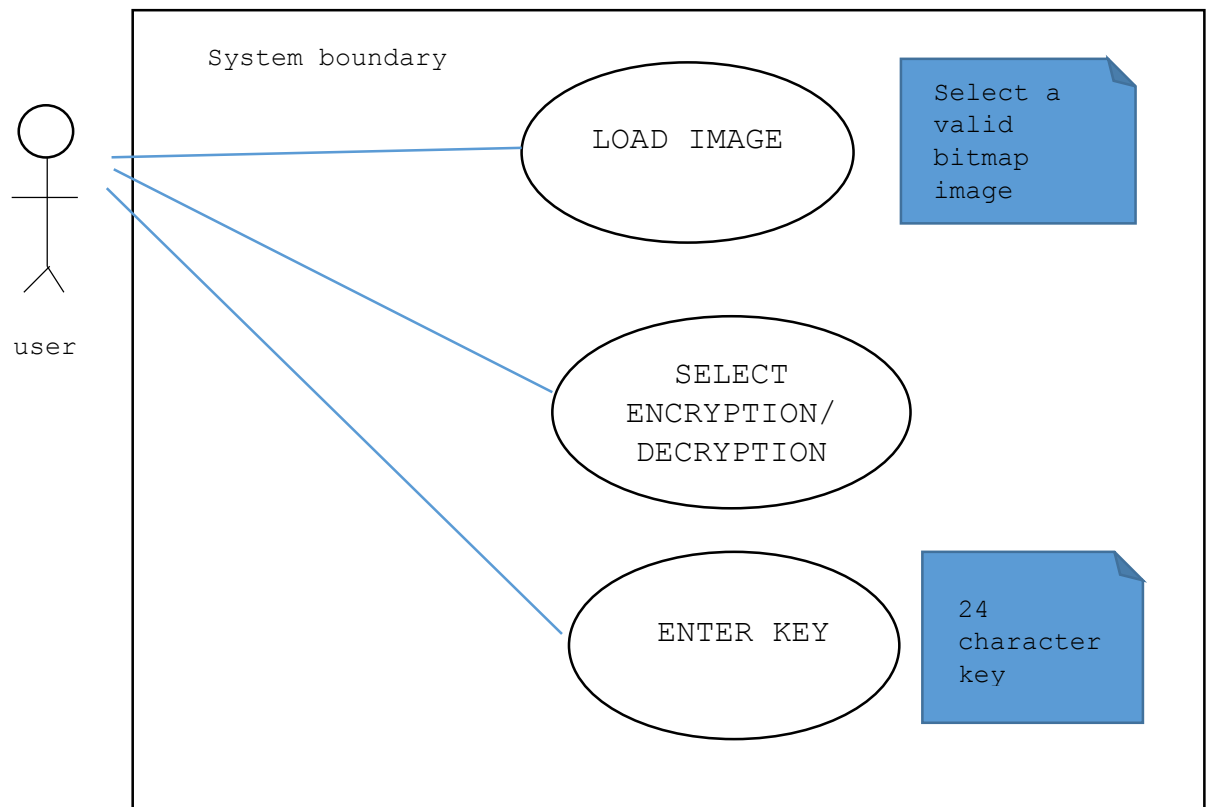 System boundary
LOAD IMAGE
Select a
valid
bitmap
image
user
SELECT
ENCRYPTION/
DECRYPTION
ENTER KEY
24
character
key